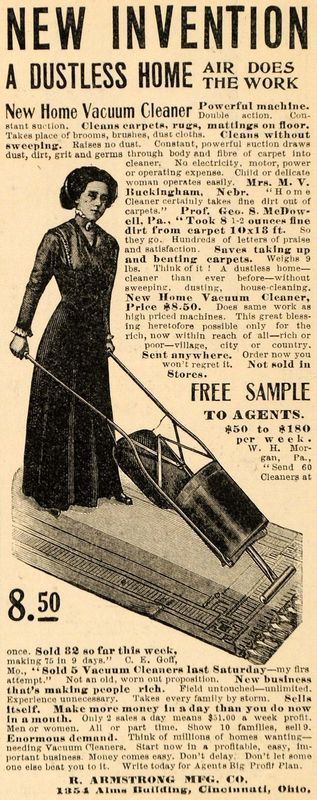 NEW INVENTION
A DUSTLESS HOME AIR DOES THE WORK
New Home Vacuum Cleaner Powerful machine.
Double action. Con-
stant suction. Cleans carpets, rugs, mattings on floor.
Takes place of brooms, brushes, dust cloths. Cleans without
sweeping. Raises no dust. Constant, powerful suction draws
dust, dirt, grit and germs through body and fibre of carpet into
cleaner. No electricity, motor, power
or operating expense. Child or delicate
woman operates easily. Mrs. M. V.
Buckingham, Nebr. "Home
Cleaner certainly takes fine dirt out of
carpets." Prof. Geo. S. McDow-
ell, Pa., "Took 8 1-2 ounces fine
dirt from carpet 10x13 ft. So
they go. Hundreds of letters of praise
and satisfaction. Saves taking up
and beating carpets. Weighs 9
lbs. Think of it! A dustless home—
cleaner than ever before—without
sweeping, dusting, house-cleaning.
New Home Vacuum Cleaner,
Price $8.50. Does same work as
high priced machines. This great bless-
ing heretofore possible only for the
rich, now within reach of all—rich or
poor—village, city or country.
Sent anywhere. Order now you
won't regret it. Not sold in
Stores.
FREE SAMPLE
TO AGENTS.
$50 to $180
per week.
W. H. Mor-
gan, Pa.,
"Send 60
Cleaners at
8.50
once. Sold 32 so far this week,
making 75 in 9 days." C. E. Goff,
Mo., "Sold 5 Vacuum Cleaners last Saturday—my firs
attempt." Not an old, worn out proposition. New business
that's making people rich. Field untouched—unlimited.
Experience unnecessary. Takes every family by storm. Sells
itself. Make more money in a day than you do now
in a month. Only 2 sales a day means $51.00 a week profit.
Men or women. All or part time. Show 10 families, sell 9.
Enormous demand. Think of millions of homes wanting—
needing Vacuum Cleaners. Start now in a profitable, easy, im-
portant business. Money comes easy. Don't delay. Don't let some
one else beat you to it. Write today for Agents Big Profit Plan.
R. ARMSTRONG MFG. CO.
1354 Alms Building, Cincinnati, Ohio,